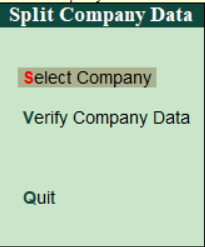 Split Company Data
Select Company
Verify Company Data
Quit